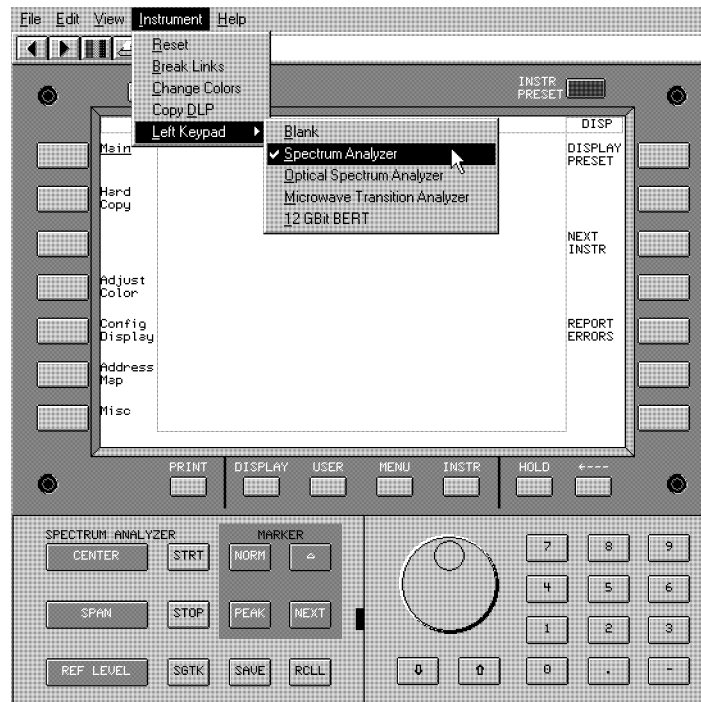 File Edit View Instrument Help
Reset
Break Links
Change Colors
Copy DLP
Left Keypad
Blank
Spectrum Analyzer
Optical Spectrum Analyzer
Microwave Transition Analyzer
12 GBit BERT
INSTR
PRESET
DISP
Main
DISPLAY
PRESET
Hard
Copy
NEXT
INSTR
Adjust
Color
Config
Display
REPORT
ERRORS
Address
Map
Misc
PRINT DISPLAY USER MENU INSTR HOLD <---
SPECTRUM ANALYZER MARKER
CENTER STRT NORM △ 7 8 9
4 5 6
SPAN STOP PEAK NEXT
1 2 3
REF LEVEL SGTK SAVE RCLL ⇩ ⇧ 0 . -